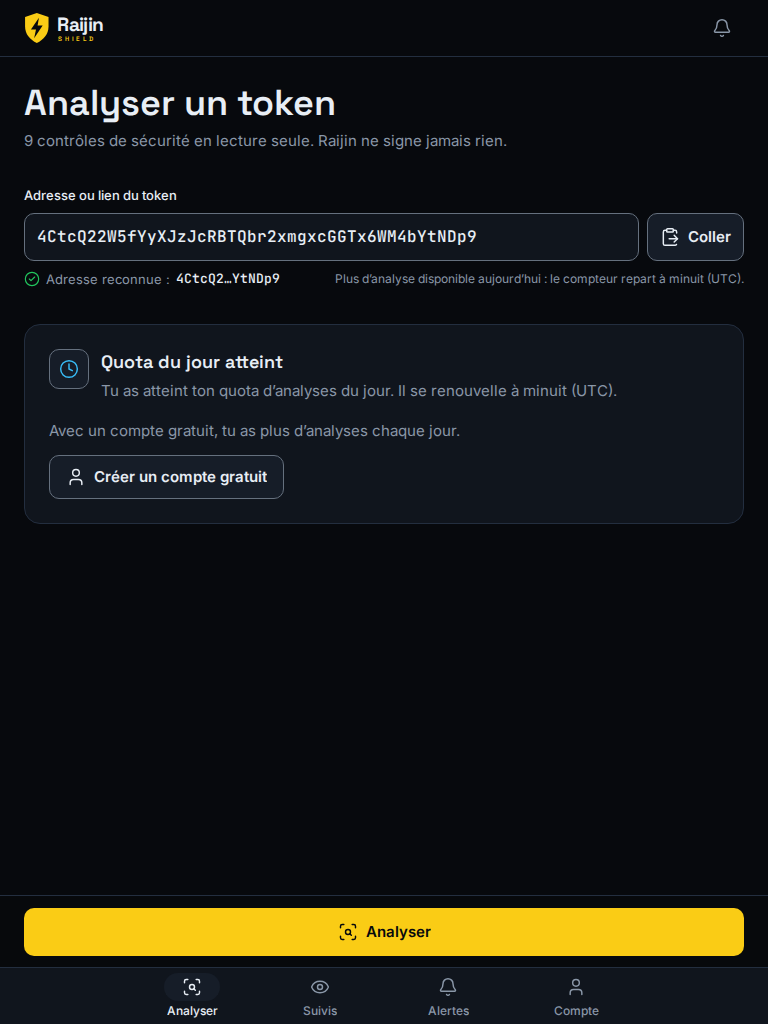 Raijin
SHIELD
Analyser un token
9 contrôles de sécurité en lecture seule. Raijin ne signe jamais rien.
Adresse ou lien du token
4CtcQ22W5fYyXJzJcRBTQbr2xmgxcGGTx6WM4bYtNDp9
Coller
Adresse reconnue : 4CtcQ2…YtNDp9
Plus d’analyse disponible aujourd’hui : le compteur repart à minuit (UTC).
Quota du jour atteint
Tu as atteint ton quota d’analyses du jour. Il se renouvelle à minuit (UTC).
Avec un compte gratuit, tu as plus d’analyses chaque jour.
Créer un compte gratuit
Analyser
Analyser
Suivis
Alertes
Compte